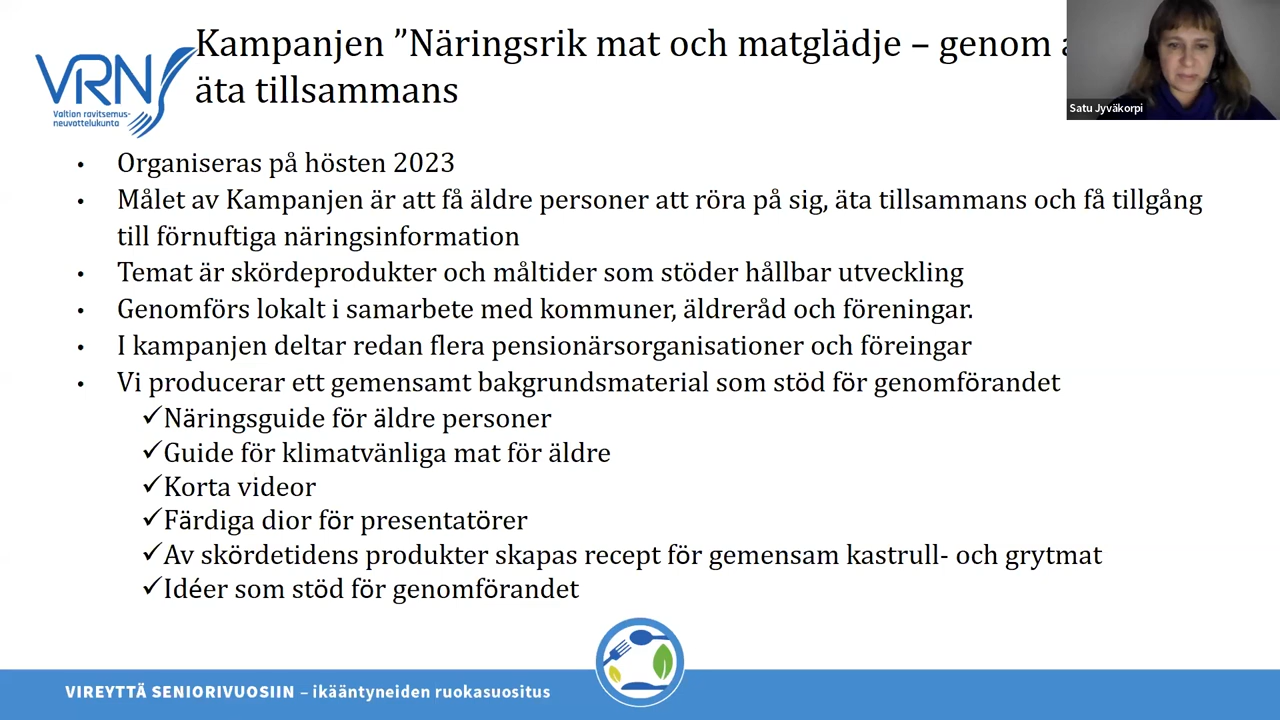 Kampanjen ”Näringsrik mat och matglädje – genom
äta tillsammans
VRN
Valtion ravitsemus-
neuvottelukunta
Satu Jyväkorpi
• Organiseras på hösten 2023
• Målet av Kampanjen är att få äldre personer att röra på sig, äta tillsammans och få tillgång
till förnuftiga näringsinformation
• Temat är skördeprodukter och måltider som stöder hållbar utveckling
• Genomförs lokalt i samarbete med kommuner, äldreråd och föreningar.
• I kampanjen deltar redan flera pensionärsorganisationer och föreingar
• Vi producerar ett gemensamt bakgrundsmaterial som stöd för genomförandet
✓Näringsguide för äldre personer
✓Guide för klimatvänliga mat för äldre
✓Korta videor
✓Färdiga dior för presentatörer
✓Av skördetidens produkter skapas recept för gemensam kastrull- och grytmat
✓Idéer som stöd för genomförandet
VIREYTTÄ SENIORIVUOSIIN – ikääntyneiden ruokasuositus